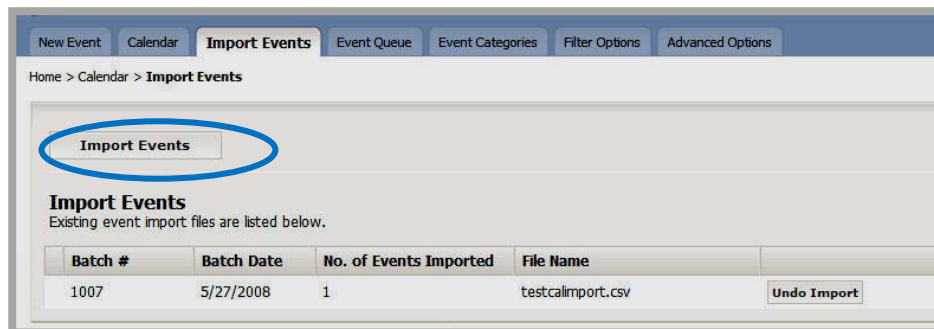 New Event Calendar Import Events Event Queue Event Categories Filter Options Advanced Options
Home > Calendar > Import Events
Import Events
Import Events
Existing event import files are listed below.
Batch # Batch Date No. of Events Imported File Name
1007 5/27/2008 1 testcalimport.csv Undo Import